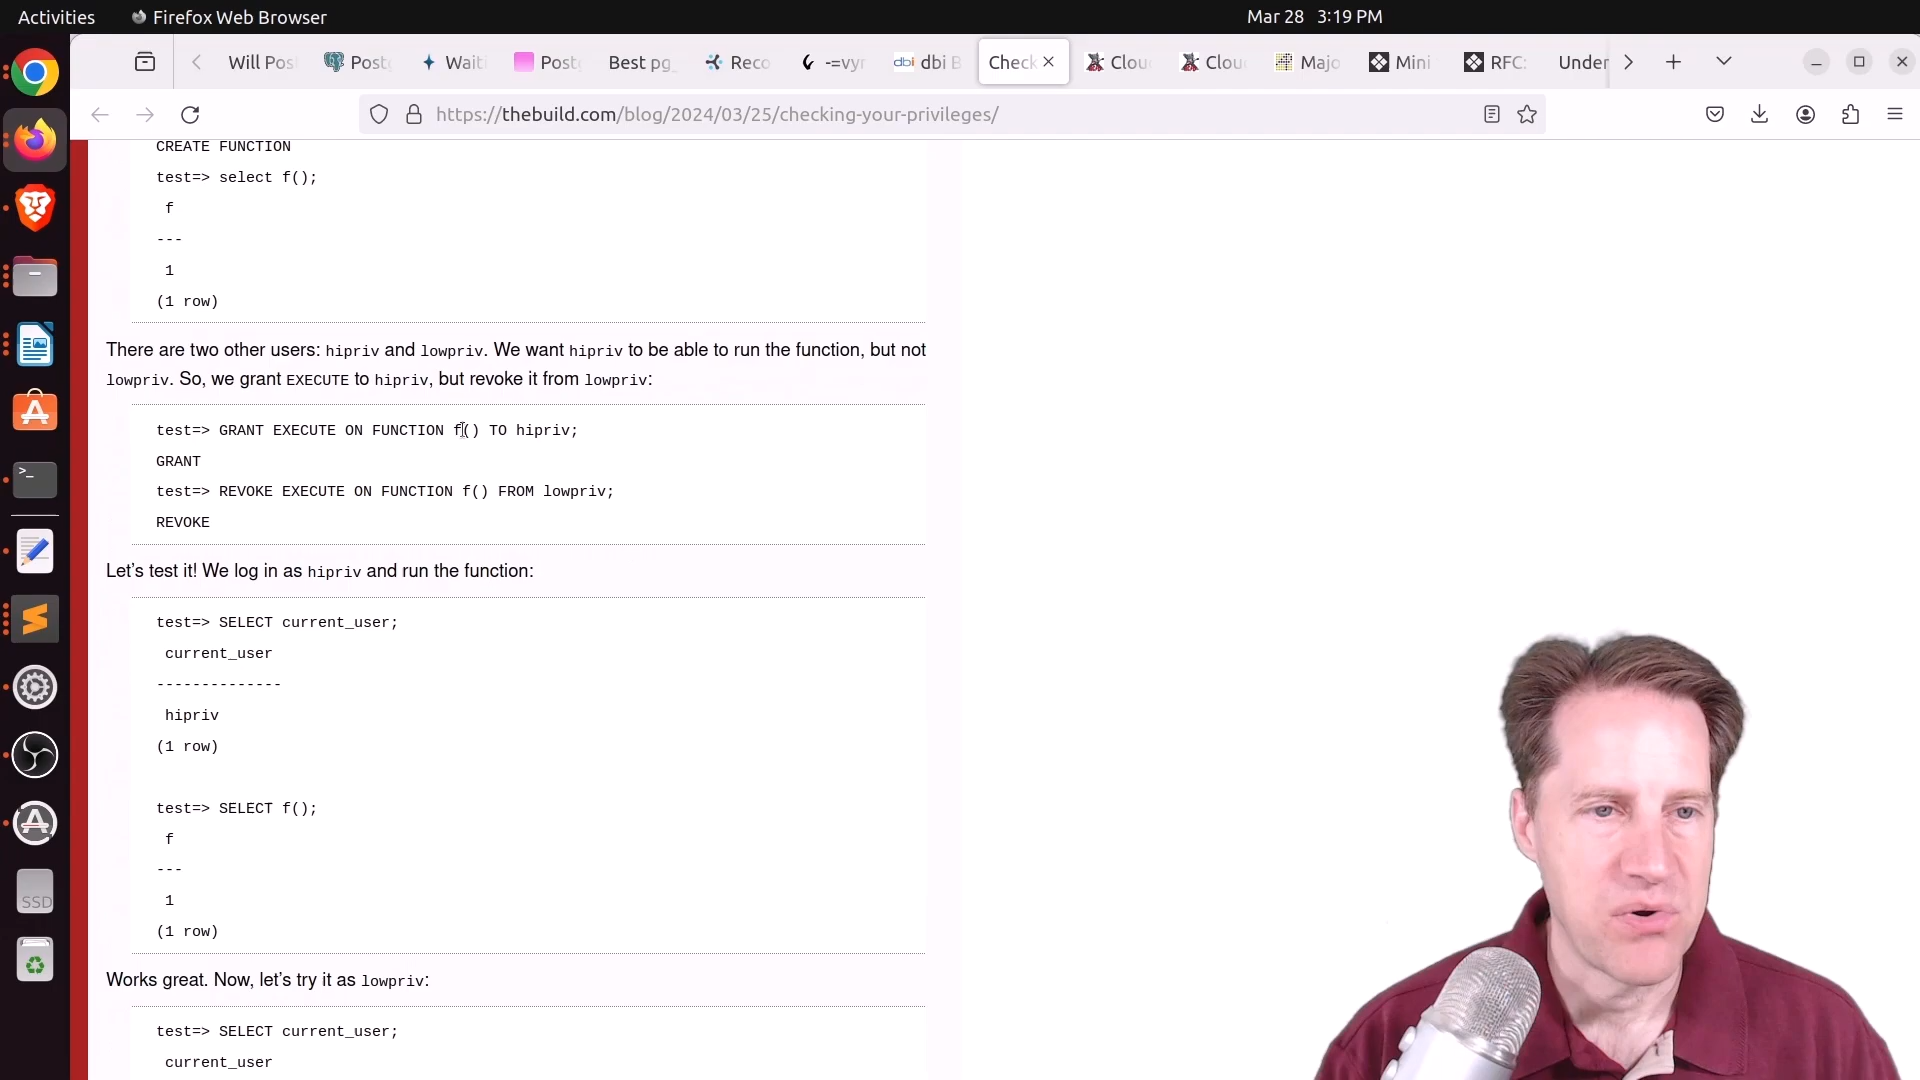 Activities
Firefox Web Browser
Mar 28 3:19 PM
Will Pos
Postg
Waiti
Postg
Best pg_
Reco
-=vyr
dbi dbi B
Check
Clou
Clou
Majo
Mini
RFC:
Under
https://thebuild.com/blog/2024/03/25/checking-your-privileges/
CREATE FUNCTION
test=> select f();
f
---
1
(1 row)
There are two other users: hipriv and lowpriv. We want hipriv to be able to run the function, but not
lowpriv. So, we grant EXECUTE to hipriv, but revoke it from lowpriv:
test=> GRANT EXECUTE ON FUNCTION f() TO hipriv;
GRANT
test=> REVOKE EXECUTE ON FUNCTION f() FROM lowpriv;
REVOKE
Let's test it! We log in as hipriv and run the function:
test=> SELECT current_user;
current_user
--------------
hipriv
(1 row)
test=> SELECT f();
f
---
1
(1 row)
Works great. Now, let's try it as lowpriv:
test=> SELECT current_user;
current_user
SSD